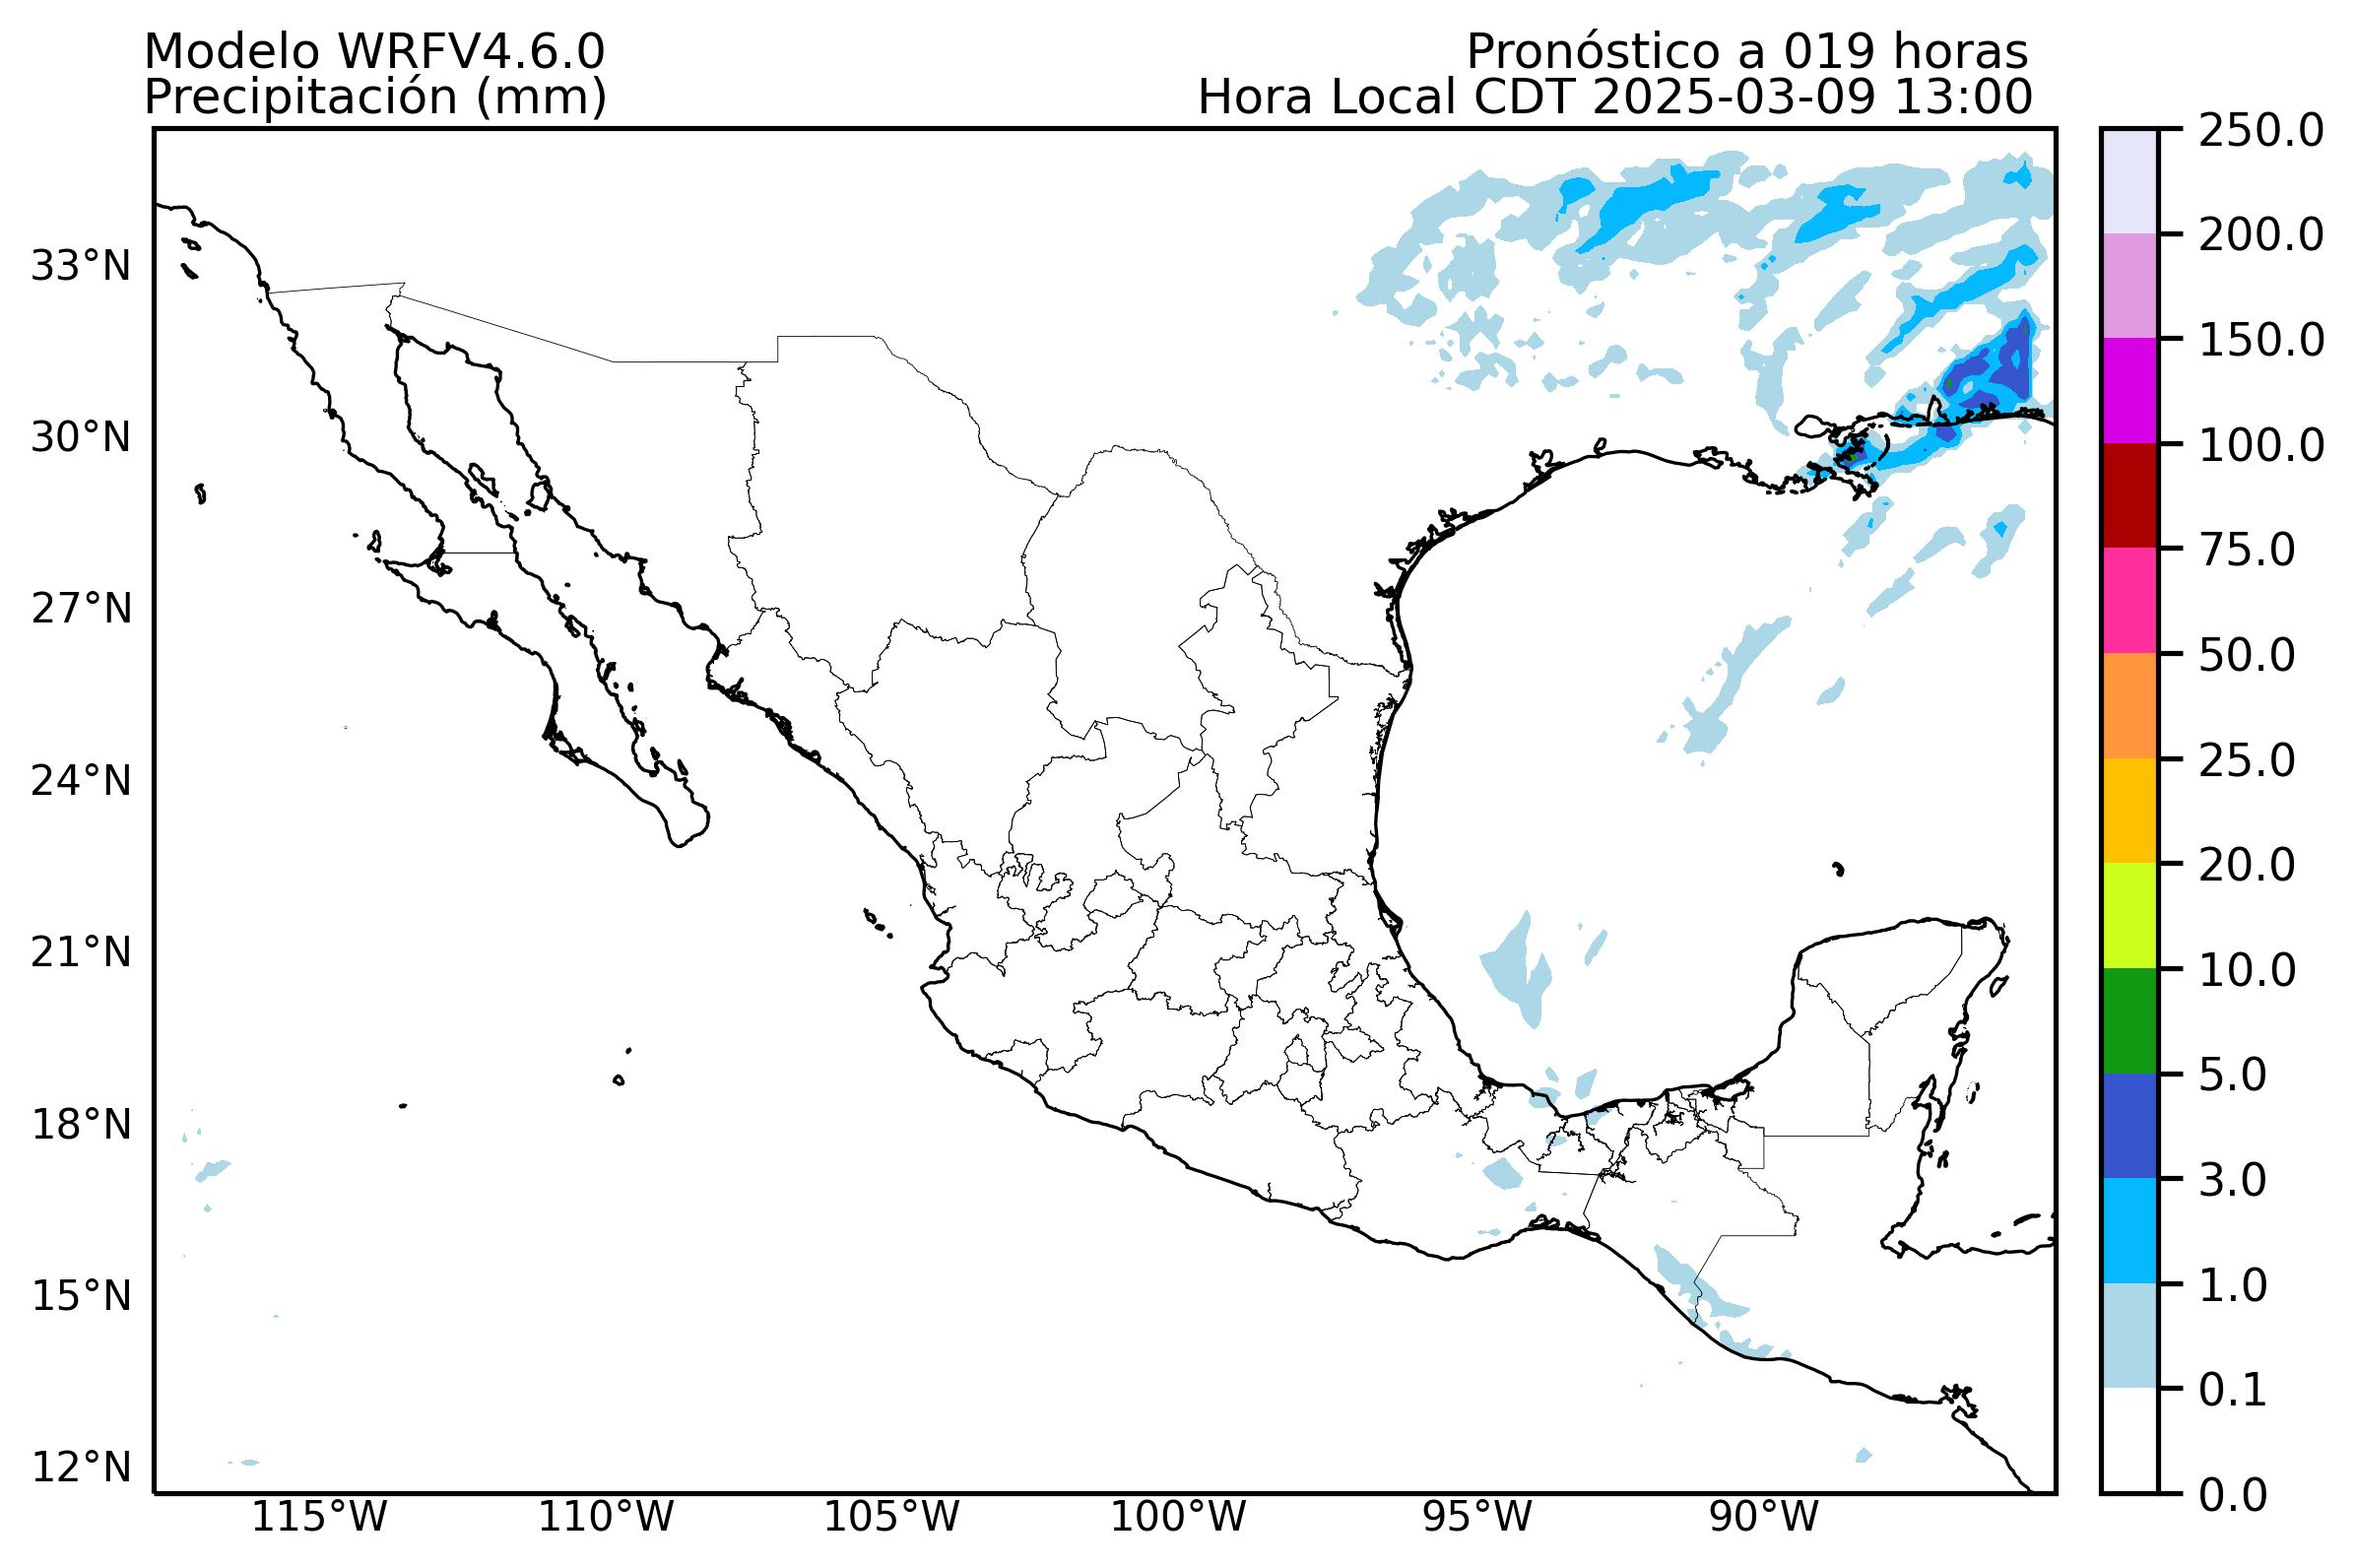 Modelo WRFV4.6.0
Precipitación (mm)
Pronóstico a 019 horas
Hora Local CDT 2025-03-09 13:00
33°N
30°N
27°N
24°N
21°N
18°N
15°N
12°N
115°W
110°W
105°W
100°W
95°W
90°W
250.0
200.0
150.0
100.0
75.0
50.0
25.0
20.0
10.0
5.0
3.0
1.0
0.1
0.0